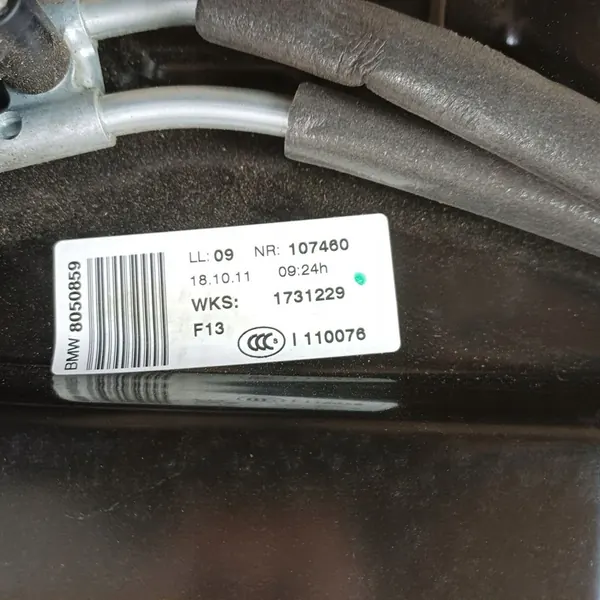 BMW 8050859
LL: 09 NR: 107460
18.10.11 09:24h
WKS: 1731229
F13 CCC S I 110076